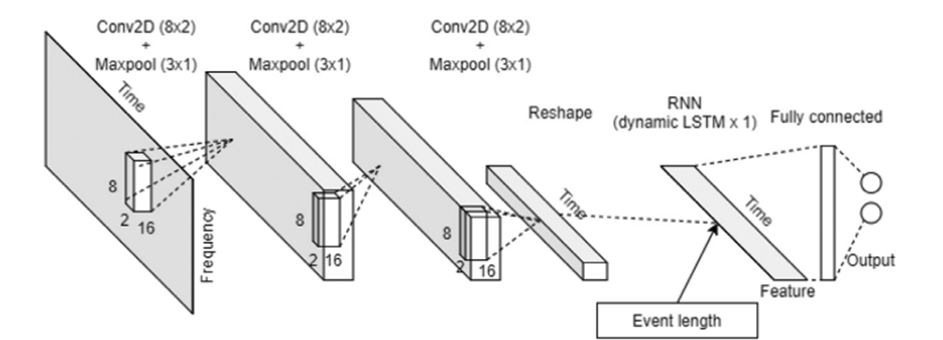 Conv2D (8x2)
+
Maxpool (3x1)
Conv2D (8x2)
+
Maxpool (3x1)
Conv2D (8x2)
+
Maxpool (3x1)
Time
8
2
16
Frequency
8
2
16
8
2
16
Reshape
Time
RNN
(dynamic LSTM x 1)
Time
Feature
Event length
Fully connected
Output